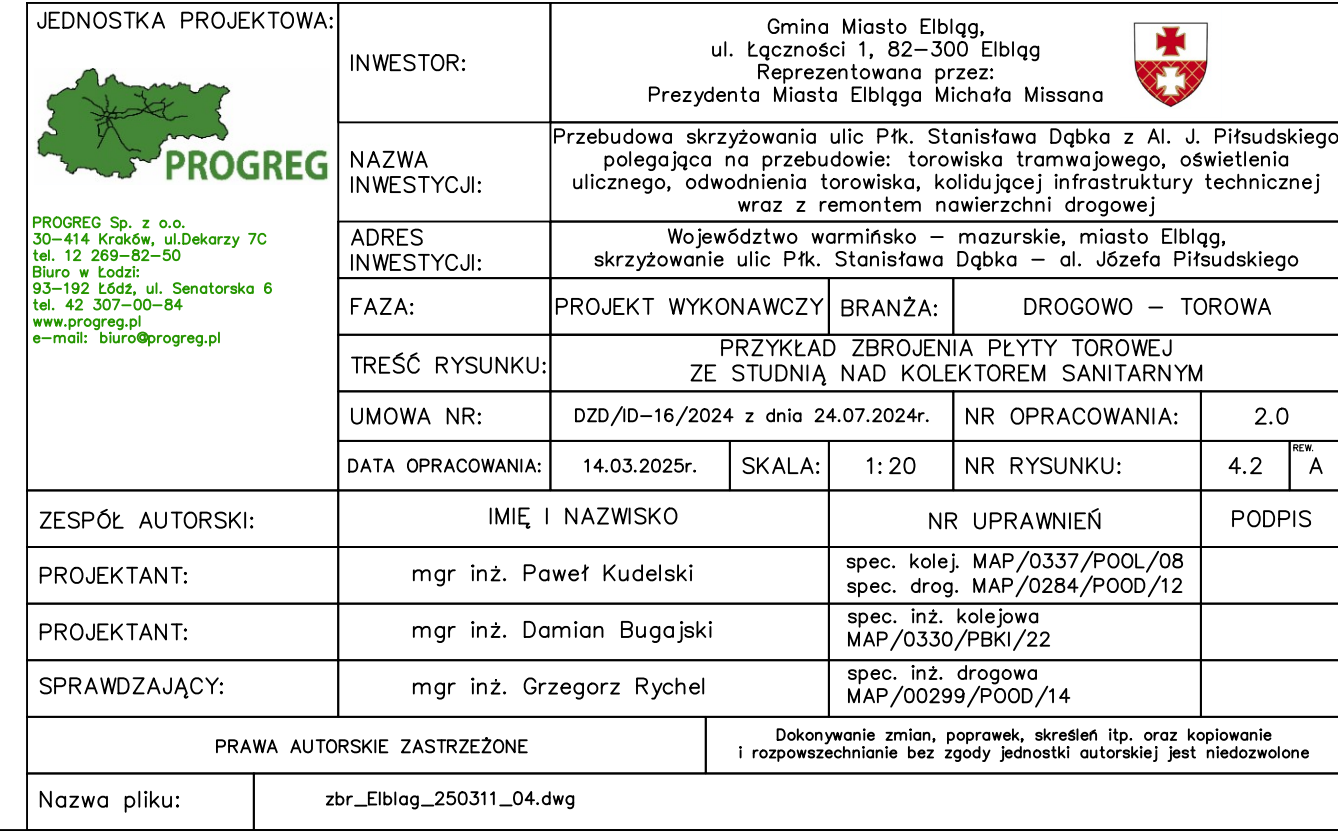 JEDNOSTKA PROJEKTOWA:
PROGREG
PROGREG Sp. z o.o.
30-414 Kraków, ul.Dekarzy 7C
tel. 12 269-82-50
Biuro w Łodzi:
93-192 Łódź, ul. Senatorska 6
tel. 42 307-00-84
www.progreg.pl
e-mail: biuro@progreg.pl
INWESTOR:
Gmina Miasto Elbląg,
ul. Łączności 1, 82-300 Elbląg
Reprezentowana przez:
Prezydenta Miasta Elbląga Michała Missana
NAZWA
INWESTYCJI:
Przebudowa skrzyżowania ulic Płk. Stanisława Dąbka z Al. J. Piłsudskiego
polegająca na przebudowie: torowiska tramwajowego, oświetlenia
ulicznego, odwodnienia torowiska, kolidującej infrastruktury technicznej
wraz z remontem nawierzchni drogowej
ADRES
INWESTYCJI:
Województwo warmińsko - mazurskie, miasto Elbląg,
skrzyżowanie ulic Płk. Stanisława Dąbka - al. Józefa Piłsudskiego
FAZA:
PROJEKT WYKONAWCZY
BRANŻA:
DROGOWO - TOROWA
TREŚĆ RYSUNKU:
PRZYKŁAD ZBROJENIA PŁYTY TOROWEJ
ZE STUDNIĄ NAD KOLEKTOREM SANITARNYM
UMOWA NR:
DZD/ID-16/2024 z dnia 24.07.2024r.
NR OPRACOWANIA:
2.0
DATA OPRACOWANIA:
14.03.2025r.
SKALA:
1:20
NR RYSUNKU:
4.2
REW.
A
ZESPÓŁ AUTORSKI:
IMIĘ I NAZWISKO
NR UPRAWNIEŃ
PODPIS
PROJEKTANT:
mgr inż. Paweł Kudelski
spec. kolej. MAP/0337/POOL/08
spec. drog. MAP/0284/POOD/12
PROJEKTANT:
mgr inż. Damian Bugajski
spec. inż. kolejowa
MAP/0330/PBKI/22
SPRAWDZAJĄCY:
mgr inż. Grzegorz Rychel
spec. inż. drogowa
MAP/00299/POOD/14
PRAWA AUTORSKIE ZASTRZEŻONE
Dokonywanie zmian, poprawek, skreśleń itp. oraz kopiowanie
i rozpowszechnianie bez zgody jednostki autorskiej jest niedozwolone
Nazwa pliku:
zbr_Elblag_250311_04.dwg